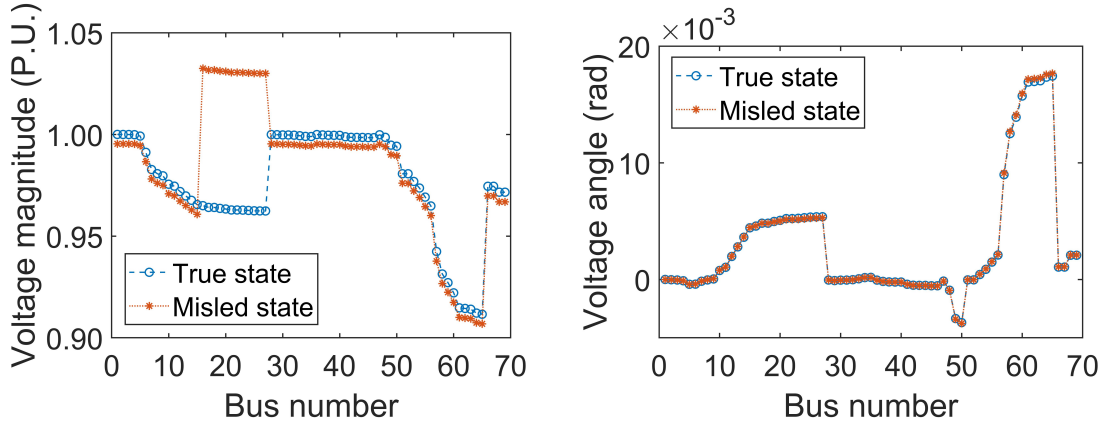 Voltage magnitude (P.U.)
1.05
1.00
0.95
0.90
True state
Misled state
0 10 20 30 40 50 60 70
Bus number
×10⁻³
Voltage angle (rad)
20
10
0
True state
Misled state
0 10 20 30 40 50 60 70
Bus number